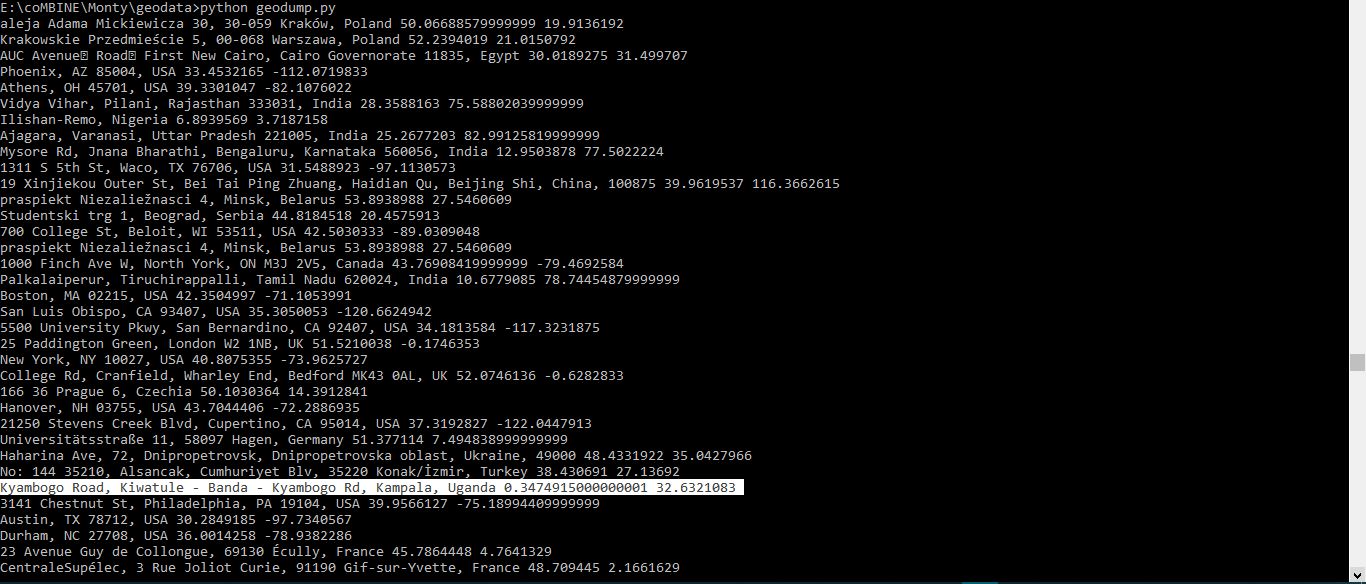 E:\coMBINE\Monty\geodata>python geodump.py
aleja Adama Mickiewicza 30, 30-059 Kraków, Poland 50.06688579999999 19.9136192
Krakowskie Przedmieście 5, 00-068 Warszawa, Poland 52.2394019 21.0150792
AUC Avenue Road First New Cairo, Cairo Governorate 11835, Egypt 30.0189275 31.499707
Phoenix, AZ 85004, USA 33.4532165 -112.0719833
Athens, OH 45701, USA 39.3301047 -82.1076022
Vidya Vihar, Pilani, Rajasthan 333031, India 28.3588163 75.58802039999999
Ilishan-Remo, Nigeria 6.8939569 3.7187158
Ajagara, Varanasi, Uttar Pradesh 221005, India 25.2677203 82.99125819999999
Mysore Rd, Jnana Bharathi, Bengaluru, Karnataka 560056, India 12.9503878 77.5022224
1311 S 5th St, Waco, TX 76706, USA 31.5488923 -97.1130573
19 Xinjiekou Outer St, Bei Tai Ping Zhuang, Haidian Qu, Beijing Shi, China, 100875 39.9619537 116.3662615
praspiekt Niezaliežnasci 4, Minsk, Belarus 53.8938988 27.5460609
Studentski trg 1, Beograd, Serbia 44.8184518 20.4575913
700 College St, Beloit, WI 53511, USA 42.5030333 -89.0309048
praspiekt Niezaliežnasci 4, Minsk, Belarus 53.8938988 27.5460609
1000 Finch Ave W, North York, ON M3J 2V5, Canada 43.76908419999999 -79.4692584
Palkalaiperur, Tiruchirappalli, Tamil Nadu 620024, India 10.6779085 78.74454879999999
Boston, MA 02215, USA 42.3504997 -71.1053991
San Luis Obispo, CA 93407, USA 35.3050053 -120.6624942
5500 University Pkwy, San Bernardino, CA 92407, USA 34.1813584 -117.3231875
25 Paddington Green, London W2 1NB, UK 51.5210038 -0.1746353
New York, NY 10027, USA 40.8075355 -73.9625727
College Rd, Cranfield, Wharley End, Bedford MK43 0AL, UK 52.0746136 -0.6282833
166 36 Prague 6, Czechia 50.1030364 14.3912841
Hanover, NH 03755, USA 43.7044406 -72.2886935
21250 Stevens Creek Blvd, Cupertino, CA 95014, USA 37.3192827 -122.0447913
Universitätsstraße 11, 58097 Hagen, Germany 51.377114 7.494838999999999
Haharina Ave, 72, Dnipropetrovsk, Dnipropetrovska oblast, Ukraine, 49000 48.4331922 35.0427966
No: 144 35210, Alsancak, Cumhuriyet Blv, 35220 Konak/İzmir, Turkey 38.430691 27.13692
Kyambogo Road, Kiwatule - Banda - Kyambogo Rd, Kampala, Uganda 0.3474915000000001 32.6321083
3141 Chestnut St, Philadelphia, PA 19104, USA 39.9566127 -75.18994409999999
Austin, TX 78712, USA 30.2849185 -97.7340567
Durham, NC 27708, USA 36.0014258 -78.9382286
23 Avenue Guy de Collongue, 69130 Écully, France 45.7864448 4.7641329
CentraleSupélec, 3 Rue Joliot Curie, 91190 Gif-sur-Yvette, France 48.709445 2.1661629